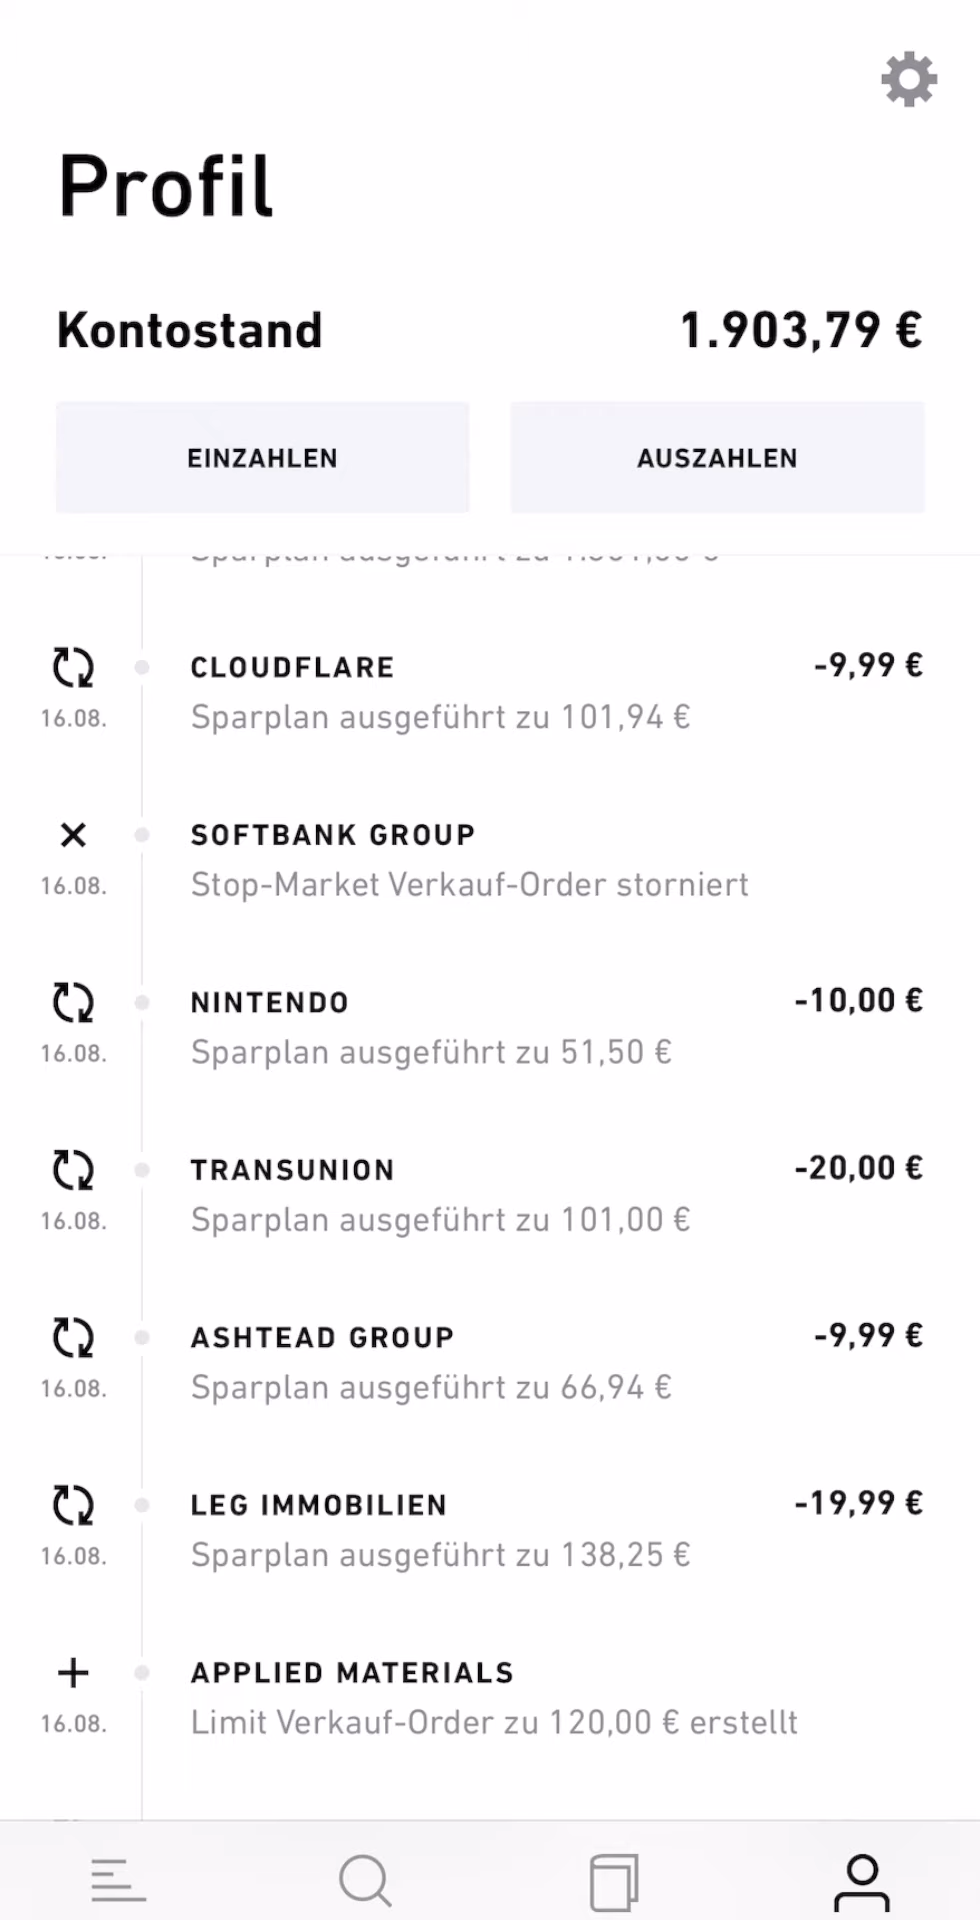 Profil
Kontostand 1.903,79 €
EINZAHLEN AUSZAHLEN
Sparplan ausgeführt zu
CLOUDFLARE -9,99 €
16.08. Sparplan ausgeführt zu 101,94 €
SOFTBANK GROUP
16.08. Stop-Market Verkauf-Order storniert
NINTENDO -10,00 €
16.08. Sparplan ausgeführt zu 51,50 €
TRANSUNION -20,00 €
16.08. Sparplan ausgeführt zu 101,00 €
ASHTEAD GROUP -9,99 €
16.08. Sparplan ausgeführt zu 66,94 €
LEG IMMOBILIEN -19,99 €
16.08. Sparplan ausgeführt zu 138,25 €
APPLIED MATERIALS
16.08. Limit Verkauf-Order zu 120,00 € erstellt